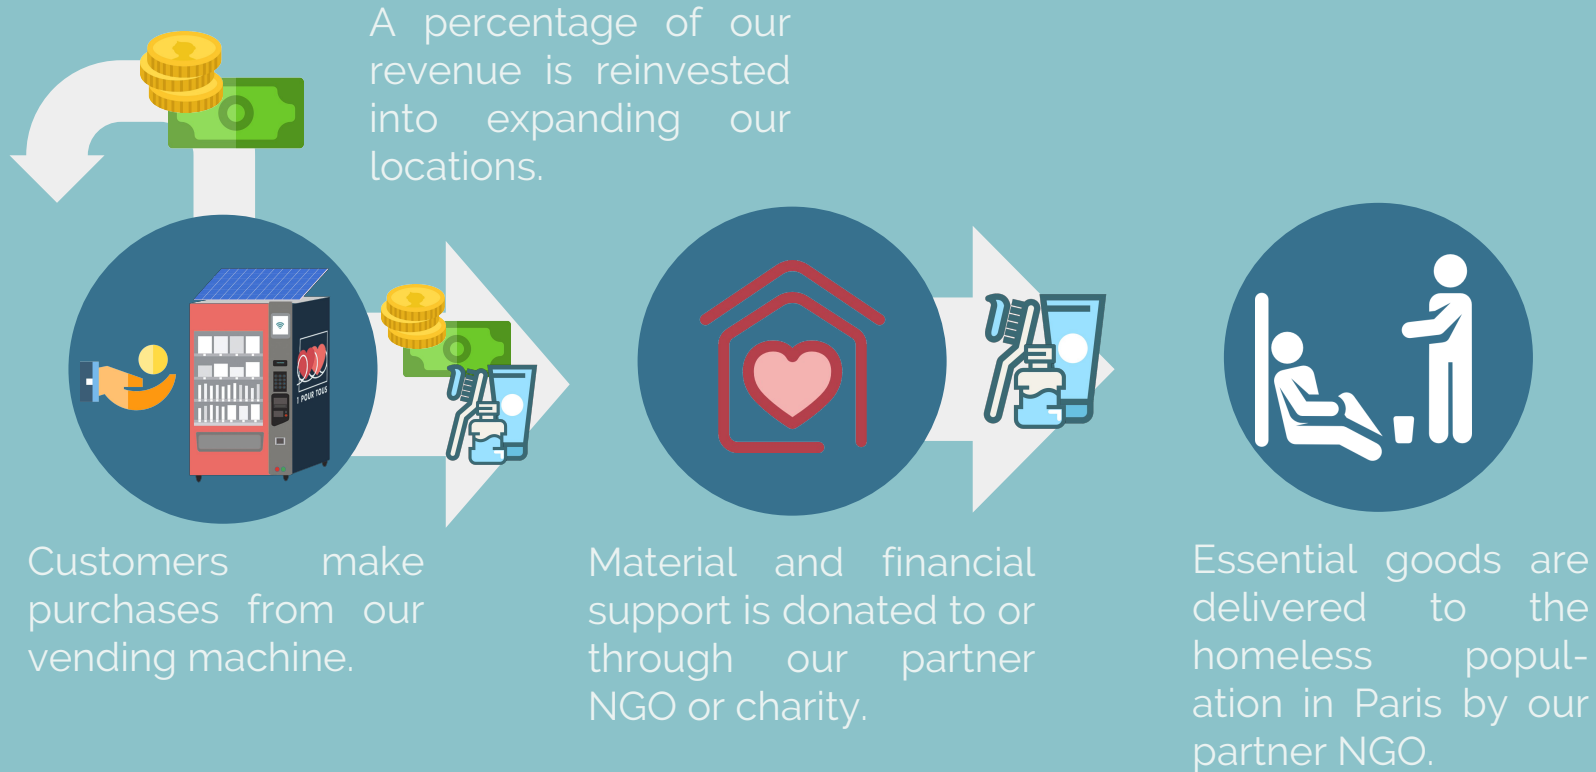 A percentage of our
revenue is reinvested
into expanding our
locations.
1 POUR TOUS
Customers make
purchases from our
vending machine.
Material and financial
support is donated to or
through our partner
NGO or charity.
Essential goods are
delivered to the
homeless popul-
ation in Paris by our
partner NGO.